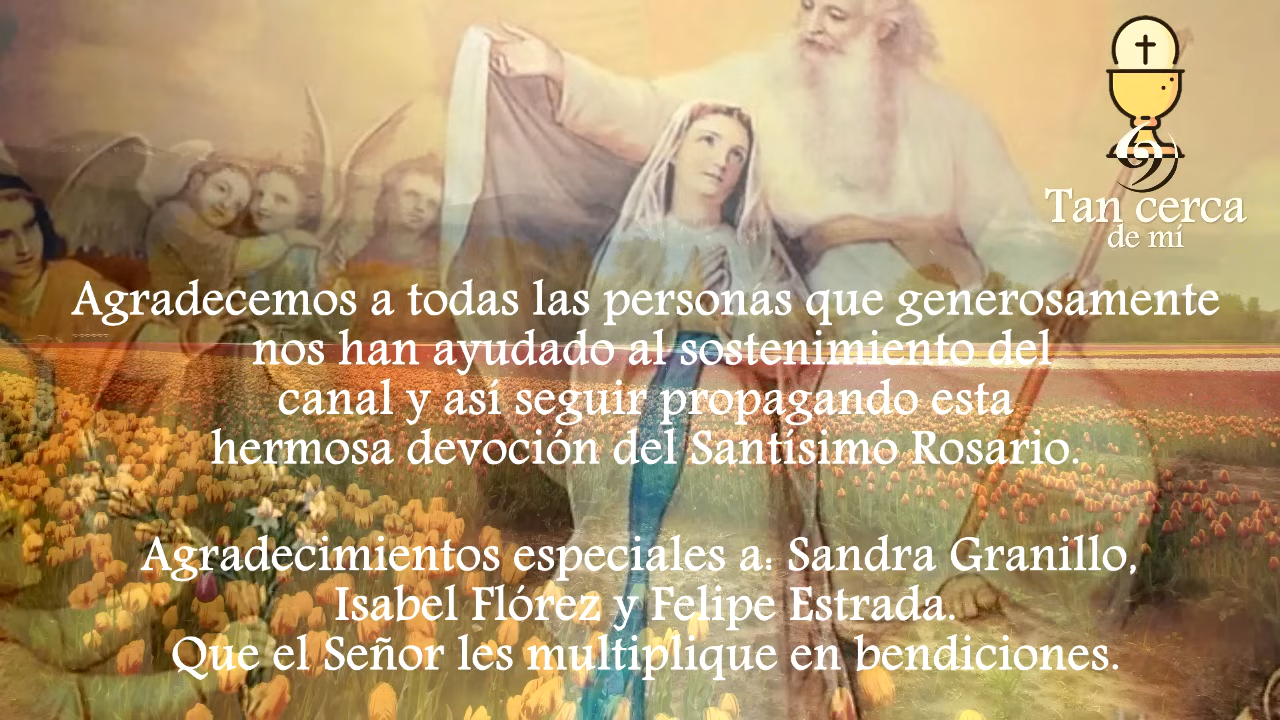 Tan cerca
de mí
Agradecemos a todas las personas que generosamente
nos han ayudado al sostenimiento del
canal y así seguir propagando esta
hermosa devoción del Santísimo Rosario.
Agradecimientos especiales a: Sandra Granillo,
Isabel Flórez y Felipe Estrada.
Que el Señor les multiplique en bendiciones.